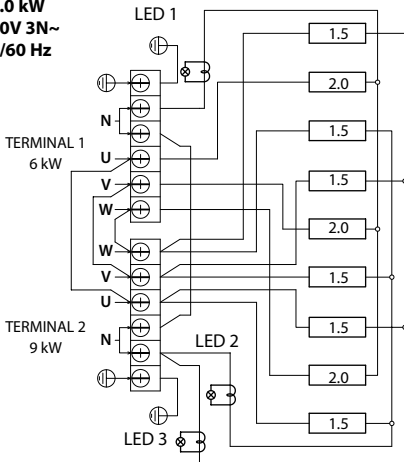 .0 kW
0V 3N~
/60 Hz
LED 1
N
TERMINAL 1
6 kW
U
V
W
W
V
U
TERMINAL 2
9 kW
N
LED 2
LED 3
1.5
2.0
1.5
1.5
2.0
1.5
1.5
2.0
1.5